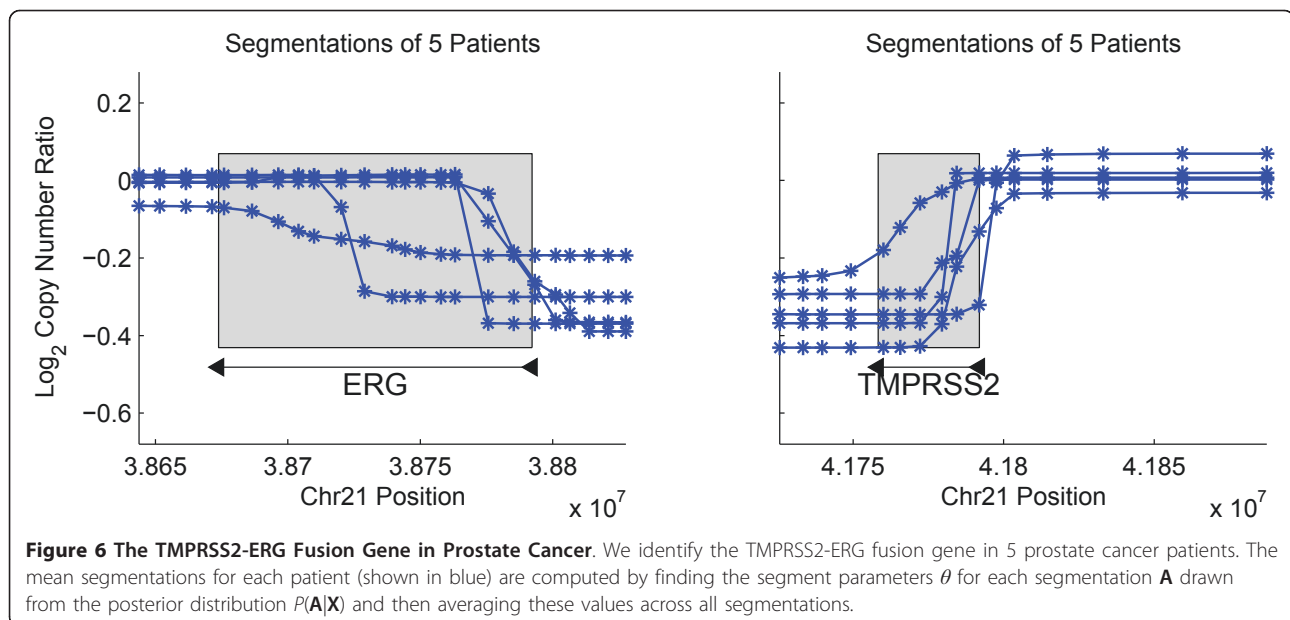 Segmentations of 5 Patients
Segmentations of 5 Patients
Log2 Copy Number Ratio
0.2
0
−0.2
−0.4
−0.6
ERG
TMPRSS2
3.865
3.87
3.875
3.88
4.175
4.18
4.185
Chr21 Position
x 10^7
Chr21 Position
x 10^7
Figure 6 The TMPRSS2-ERG Fusion Gene in Prostate Cancer. We identify the TMPRSS2-ERG fusion gene in 5 prostate cancer patients. The
mean segmentations for each patient (shown in blue) are computed by finding the segment parameters θ for each segmentation A drawn
from the posterior distribution P(A|X) and then averaging these values across all segmentations.